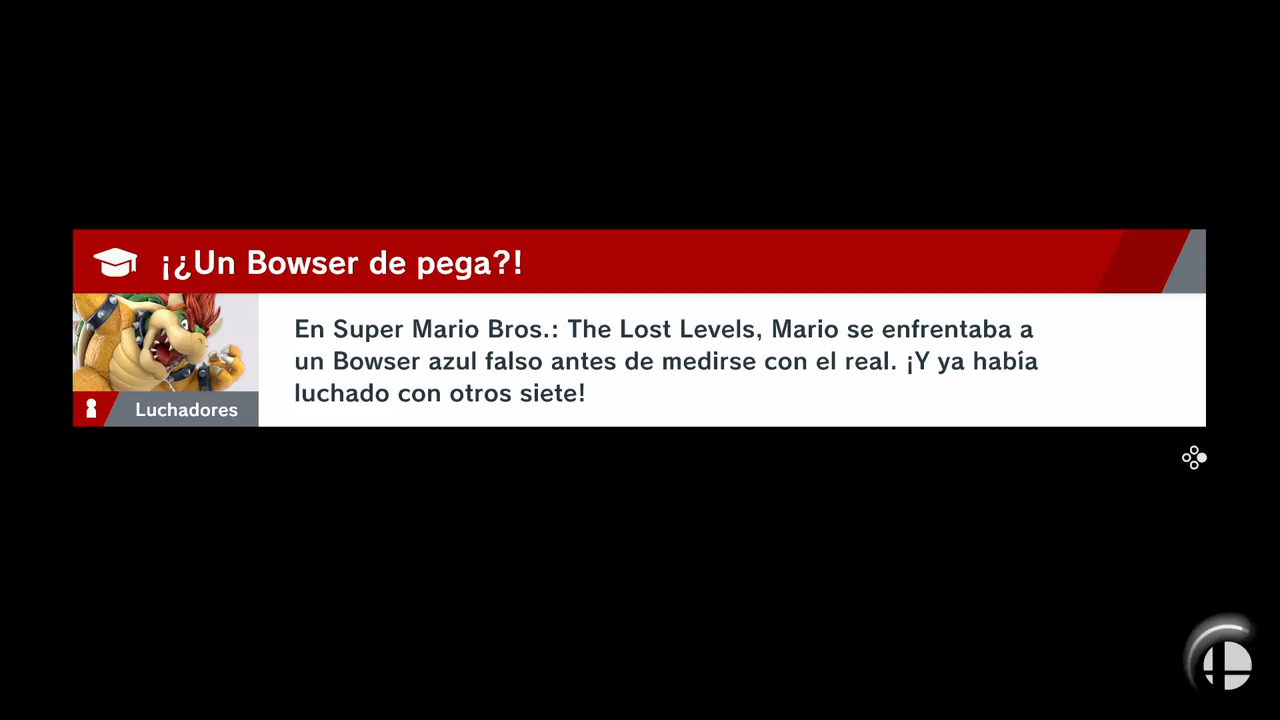 ¡¿Un Bowser de pega?!
En Super Mario Bros.: The Lost Levels, Mario se enfrentaba a
un Bowser azul falso antes de medirse con el real. ¡Y ya había
luchado con otros siete!
Luchadores